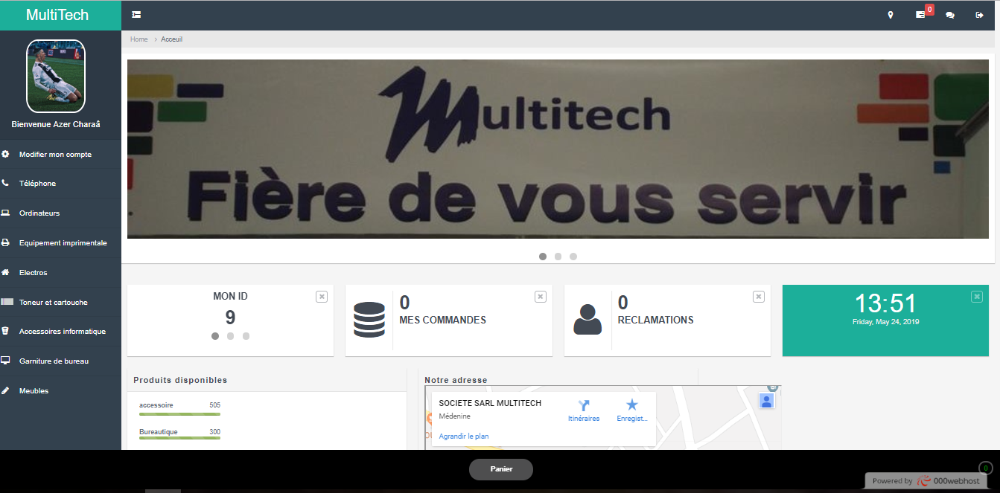 MultiTech
0
Home > Acceuil
Bienvenue Azer Charaâ
Modifier mon compte
Téléphone
Ordinateurs
Equipement imprimentale
Electros
Toneur et cartouche
Accessoires informatique
Garniture de bureau
Meubles
Multitech
Fière de vous servir
MON ID
9
0
MES COMMANDES
0
RECLAMATIONS
13:51
Friday, May 24, 2019
Produits disponibles
accessoire 505
Bureautique 300
Notre adresse
SOCIETE SARL MULTITECH
Médenine
Agrandir le plan
Itinéraires
Enregist...
Panier
0
Powered by 000webhost